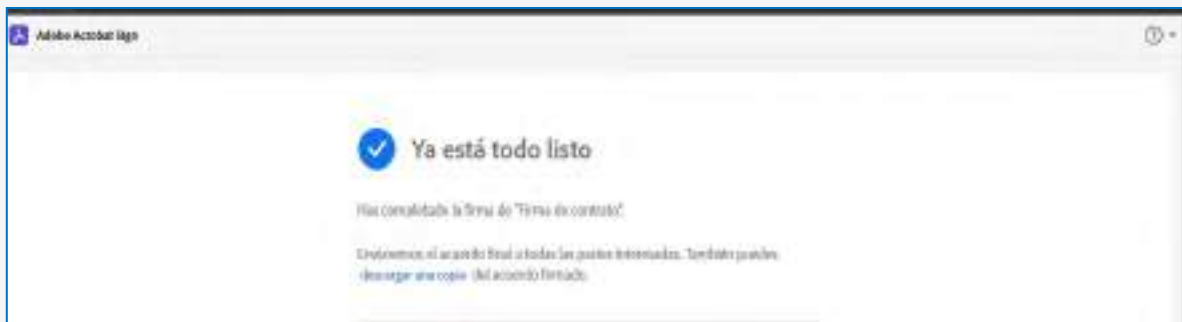 Adobe Acrobat Sign
Ya está todo listo
Has completado la firma de "Firma de contrato".
Enviaremos el acuerdo final a todas las partes interesadas. También puedes
descargar una copia del acuerdo firmado.